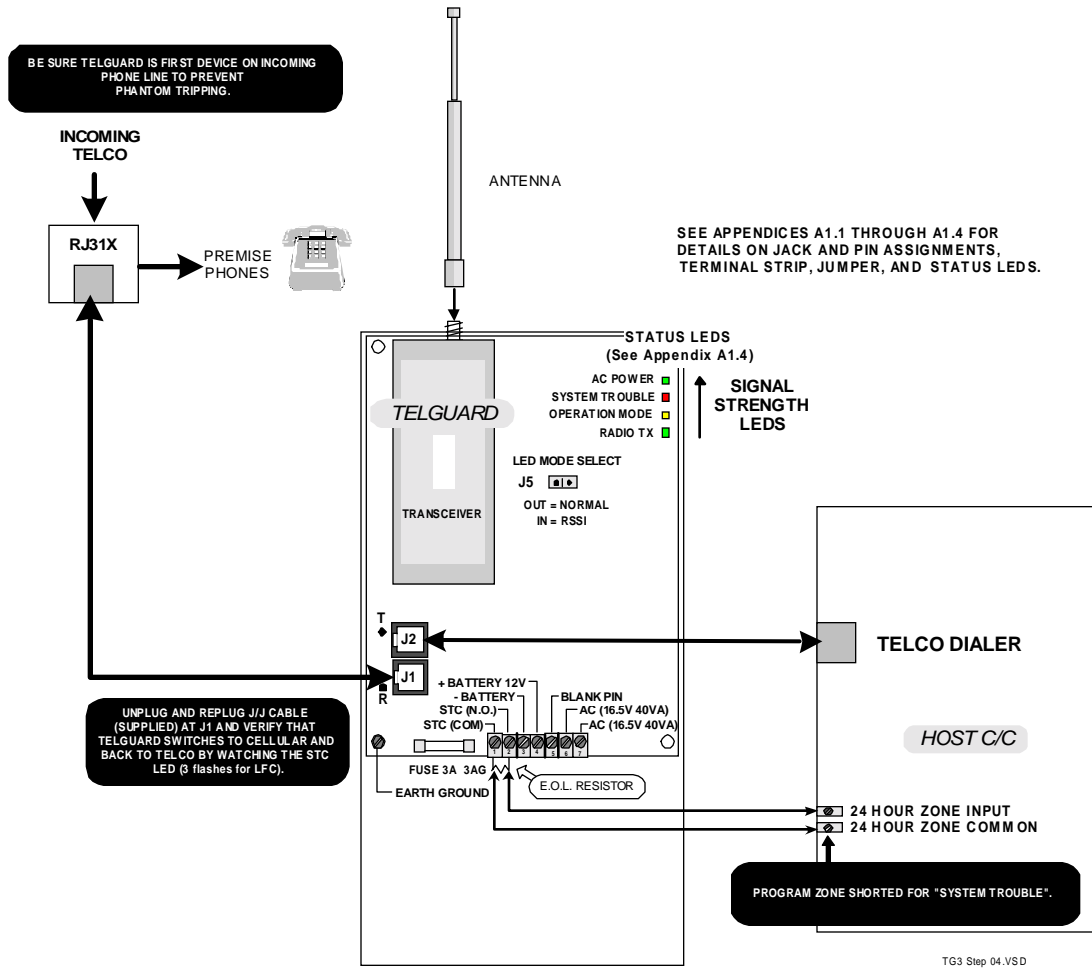 BE SURE TELGUARD IS FIRST DEVICE ON INCOMING
PHONE LINE TO PREVENT
PHANTOM TRIPPING.
INCOMING
TELCO
RJ31X
PREMISE
PHONES
ANTENNA
SEE APPENDICES A1.1 THROUGH A1.4 FOR
DETAILS ON JACK AND PIN ASSIGNMENTS,
TERMINAL STRIP, JUMPER, AND STATUS LEDS.
STATUS LEDS
(See Appendix A1.4)
AC POWER
SYSTEM TROUBLE
OPERATION MODE
RADIO TX
SIGNAL
STRENGTH
LEDS
TELGUARD
TRANSCEIVER
LED MODE SELECT
J5
OUT = NORMAL
IN = RSSI
T
J2
J1
R
TELCO DIALER
HOST C/C
+ BATTERY 12V
- BATTERY
STC (N.O.)
STC (COM)
BLANK PIN
AC (16.5V 40VA)
AC (16.5V 40VA)
1 2 3 4 5 6 7
UNPLUG AND REPLUG J/J CABLE
(SUPPLIED) AT J1 AND VERIFY THAT
TELGUARD SWITCHES TO CELLULAR AND
BACK TO TELCO BY WATCHING THE STC
LED (3 flashes for LFC).
FUSE 3A 3AG
EARTH GROUND
E.O.L. RESISTOR
24 HOUR ZONE INPUT
24 HOUR ZONE COMMON
PROGRAM ZONE SHORTED FOR "SYSTEM TROUBLE".
TG3 Step 04.VSD